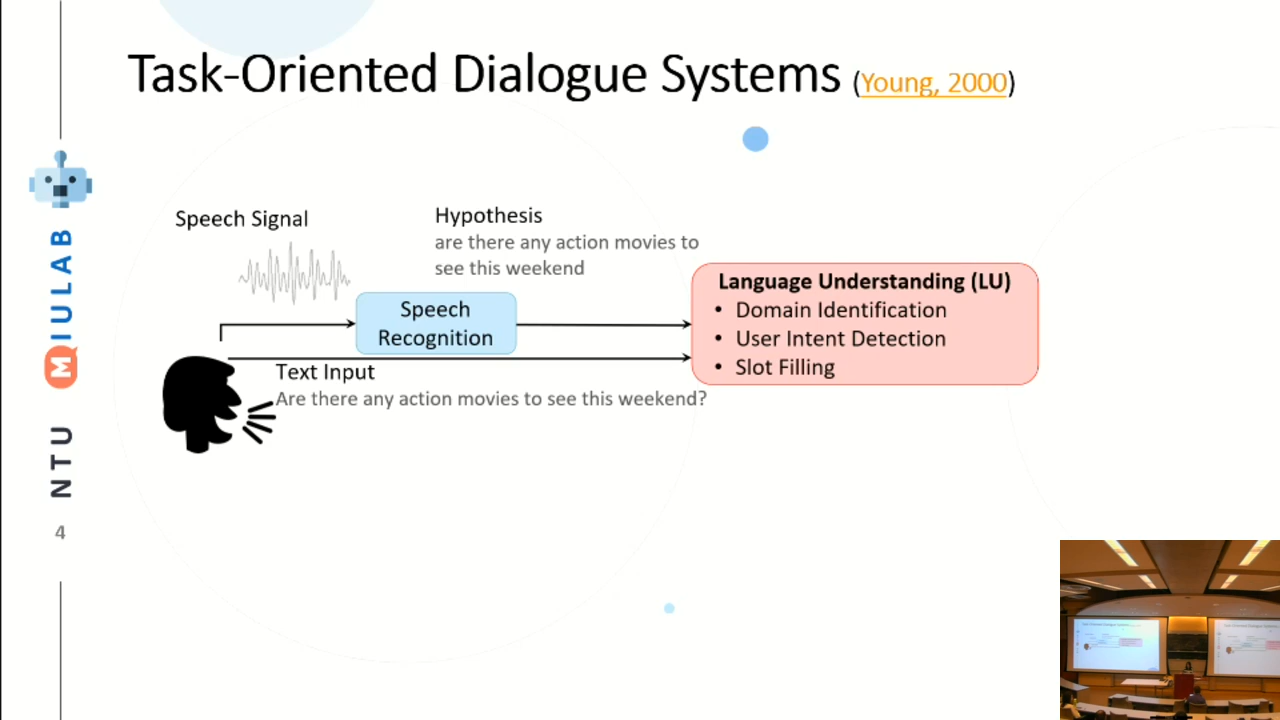 Task-Oriented Dialogue Systems (Young, 2000)
Speech Signal
Hypothesis
are there any action movies to
see this weekend
Speech
Recognition
Language Understanding (LU)
• Domain Identification
• User Intent Detection
• Slot Filling
Text Input
Are there any action movies to see this weekend?
NTU MIULAB
4